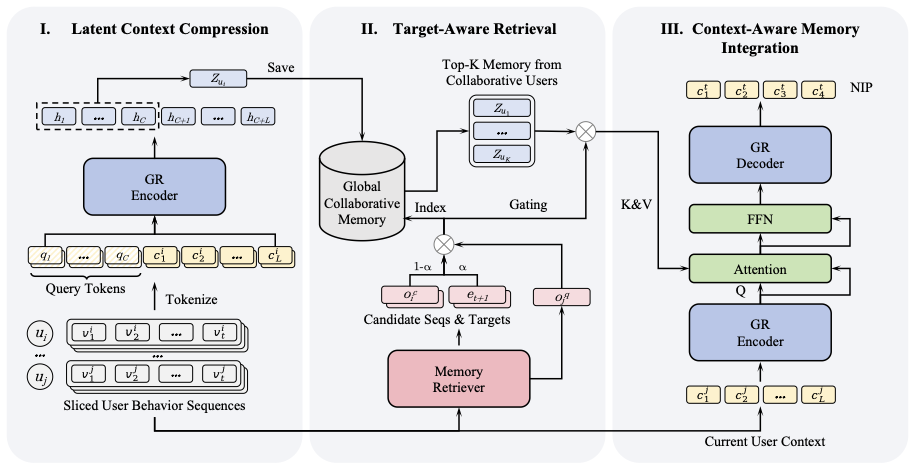 I. Latent Context Compression
Z_{u_i}
Save
h_1 ... h_C h_{C+1} ... h_{C+L}
GR
Encoder
q_1 ... q_C c_1^i c_2^i ... c_L^i
Query Tokens
Tokenize
u_i v_1^i v_2^i ... v_t^i
... ...
u_j v_1^j v_2^j ... v_t^j
Sliced User Behavior Sequences
II. Target-Aware Retrieval
Top-K Memory from
Collaborative Users
Z_{u_1}
...
Z_{u_K}
Global
Collaborative
Memory
Index
Gating
K&V
1-α α
o_i^c e_{t+1} o_i^q
Candidate Seqs & Targets
Memory
Retriever
III. Context-Aware Memory
Integration
c_1^t c_2^t c_3^t c_4^t NIP
GR
Decoder
FFN
Attention
Q
GR
Encoder
c_1^j c_2^j ... c_L^j
Current User Context